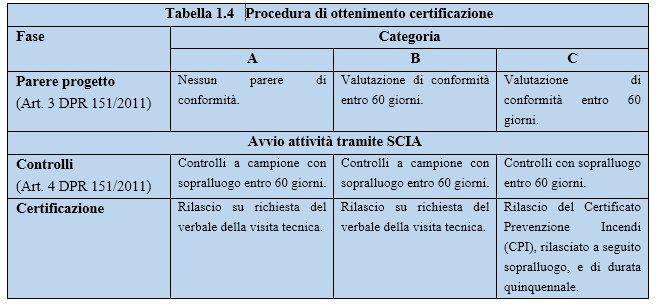 Tabella 1.4 Procedura di ottenimento certificazione
Fase
Categoria
A
B
C
Parere progetto
(Art. 3 DPR 151/2011)
Nessun parere di
conformità.
Valutazione di conformità
entro 60 giorni.
Valutazione di
conformità entro 60
giorni.
Avvio attività tramite SCIA
Controlli
(Art. 4 DPR 151/2011)
Controlli a campione con
sopralluogo entro 60 giorni.
Controlli a campione con
sopralluogo entro 60 giorni.
Controlli con sopralluogo
entro 60 giorni.
Certificazione
Rilascio su richiesta del
verbale della visita tecnica.
Rilascio su richiesta del
verbale della visita tecnica.
Rilascio del Certificato
Prevenzione Incendi
(CPI), rilasciato a seguito
sopralluogo, e di durata
quinquennale.